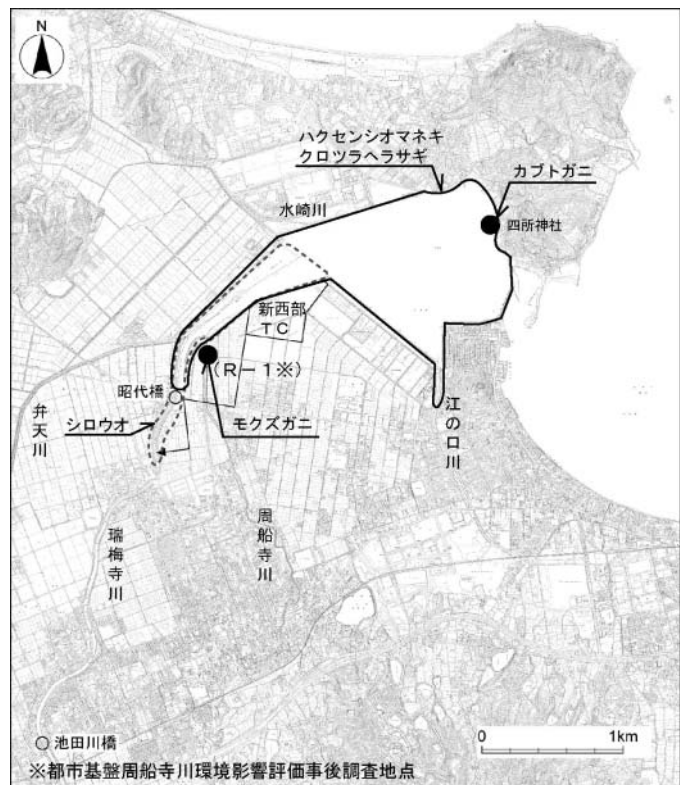 N
ハクセンシオマネキ
クロツラヘラサギ
カブトガニ
水崎川
四所神社
新西部
TC
(R-1※)
昭代橋
シロウオ
モクズガニ
弁天川
江の口川
瑞梅寺川
周船寺川
○池田川橋
0 1km
※都市基盤周船寺川環境影響評価事後調査地点